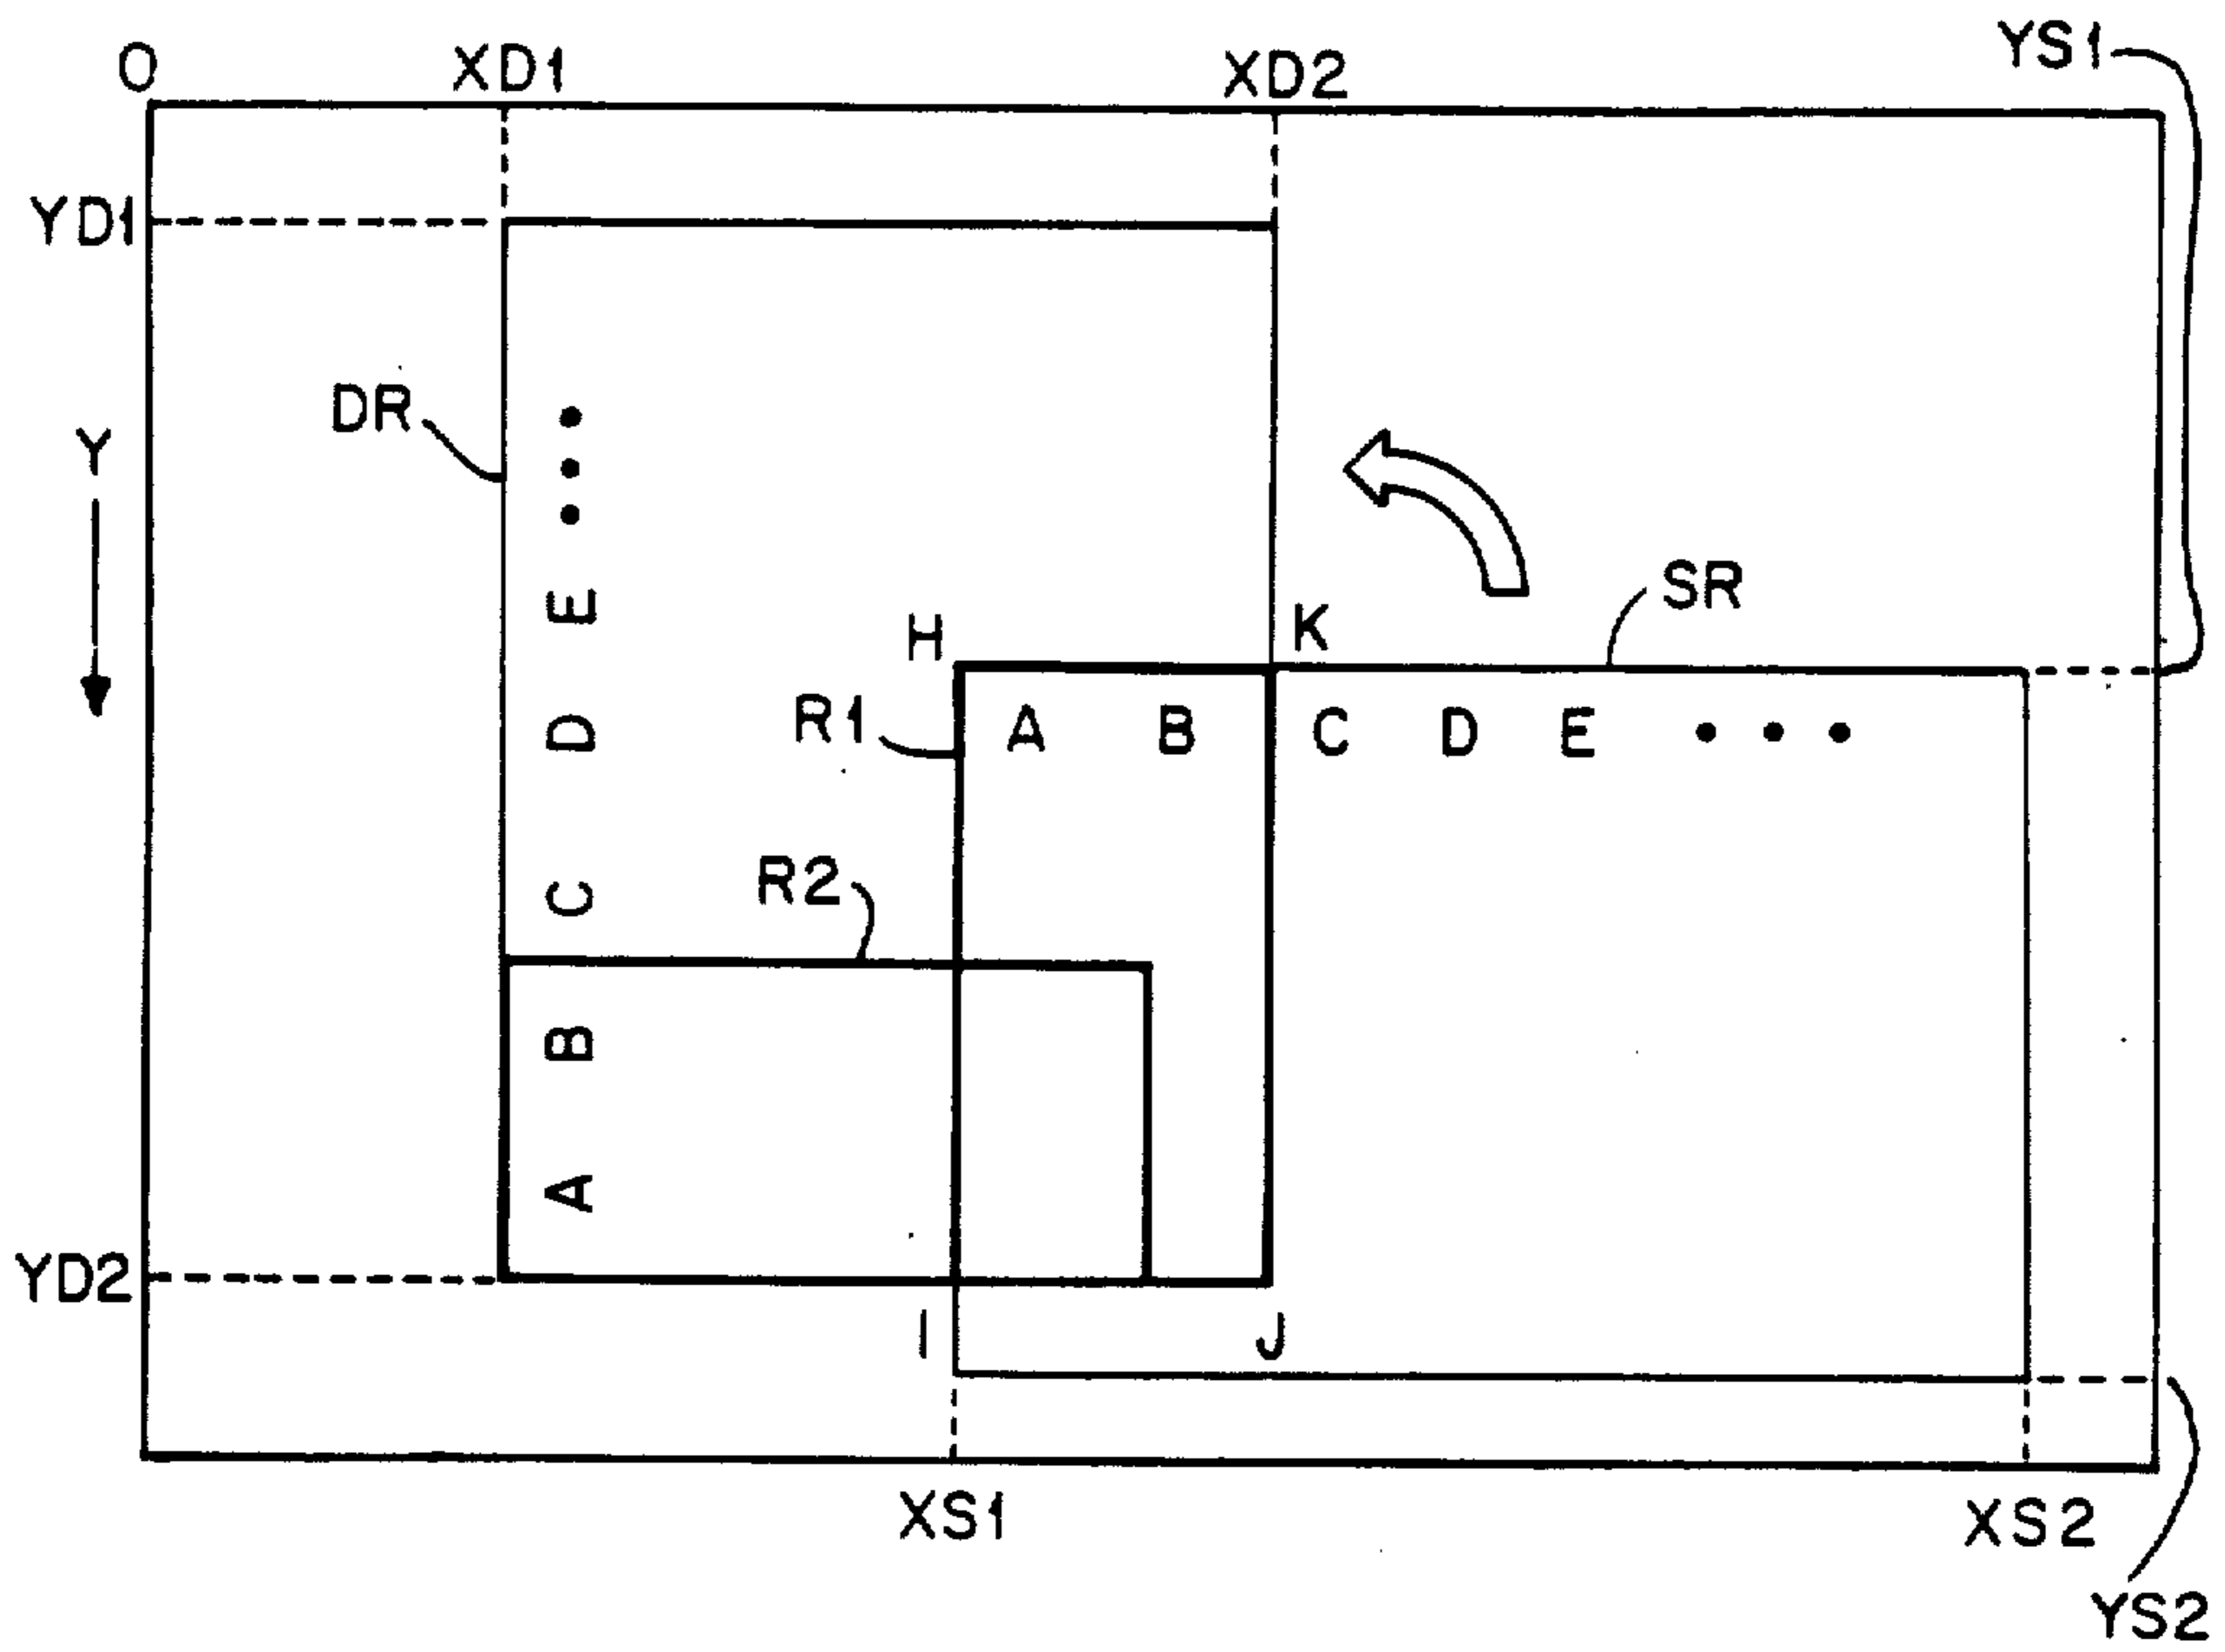 O XD1 XD2 YS1
YD1
DR
Y
SR
H K
R1
A B C D E • • •
R2
A B C D E • • •
YD2
I J
XS1 XS2
YS2